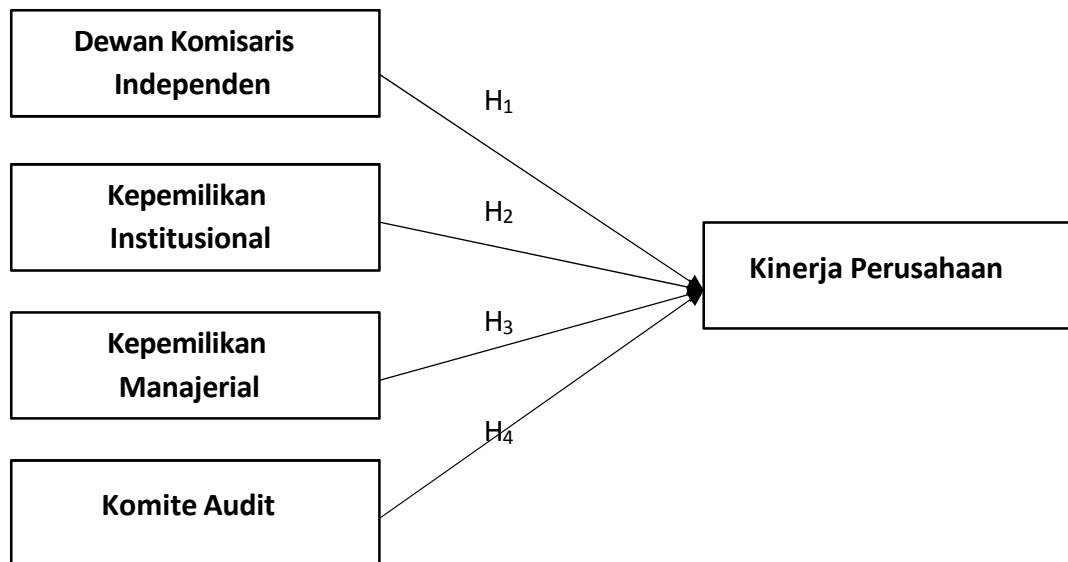 Dewan Komisaris
Independen
H₁
Kepemilikan
Institusional
H₂
Kinerja Perusahaan
Kepemilikan
Manajerial
H₃
H₄
Komite Audit